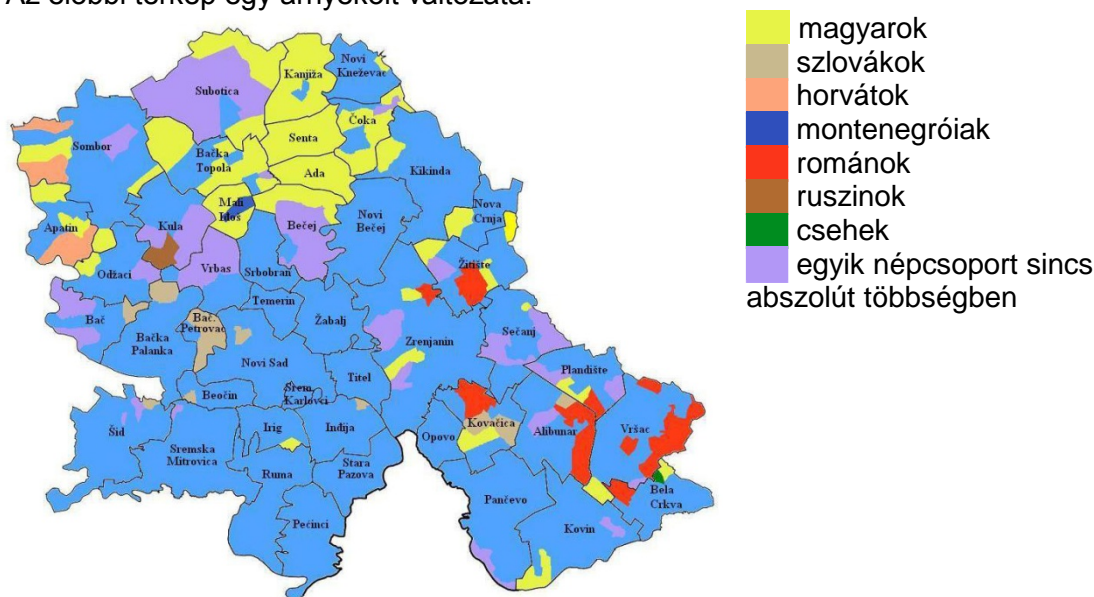 Az előbbi térkép egy árnyékolt változata:
magyarok
szlovákok
horvátok
montenegróiak
románok
ruszinok
csehek
egyik népcsoport sincs
abszolút többségben
Subotica
Kanjiža
Novi
Kneževac
Sombor
Bačka
Topola
Senta
Čoka
Ada
Kikinda
Mali
Iđoš
Apatin
Kula
Bečej
Novi
Bečej
Nova
Crnja
Odžaci
Vrbas
Srbobran
Žitište
Bač
Bačka
Palanka
Bač.
Petrovac
Temerin
Žabalj
Zrenjanin
Sečanj
Novi Sad
Titel
Plandište
Beočin
Srem.
Karlovci
Šid
Sremska
Mitrovica
Irig
Inđija
Opovo
Kovačica
Alibunar
Vršac
Ruma
Stara
Pazova
Pančevo
Bela
Crkva
Pećinci
Kovin